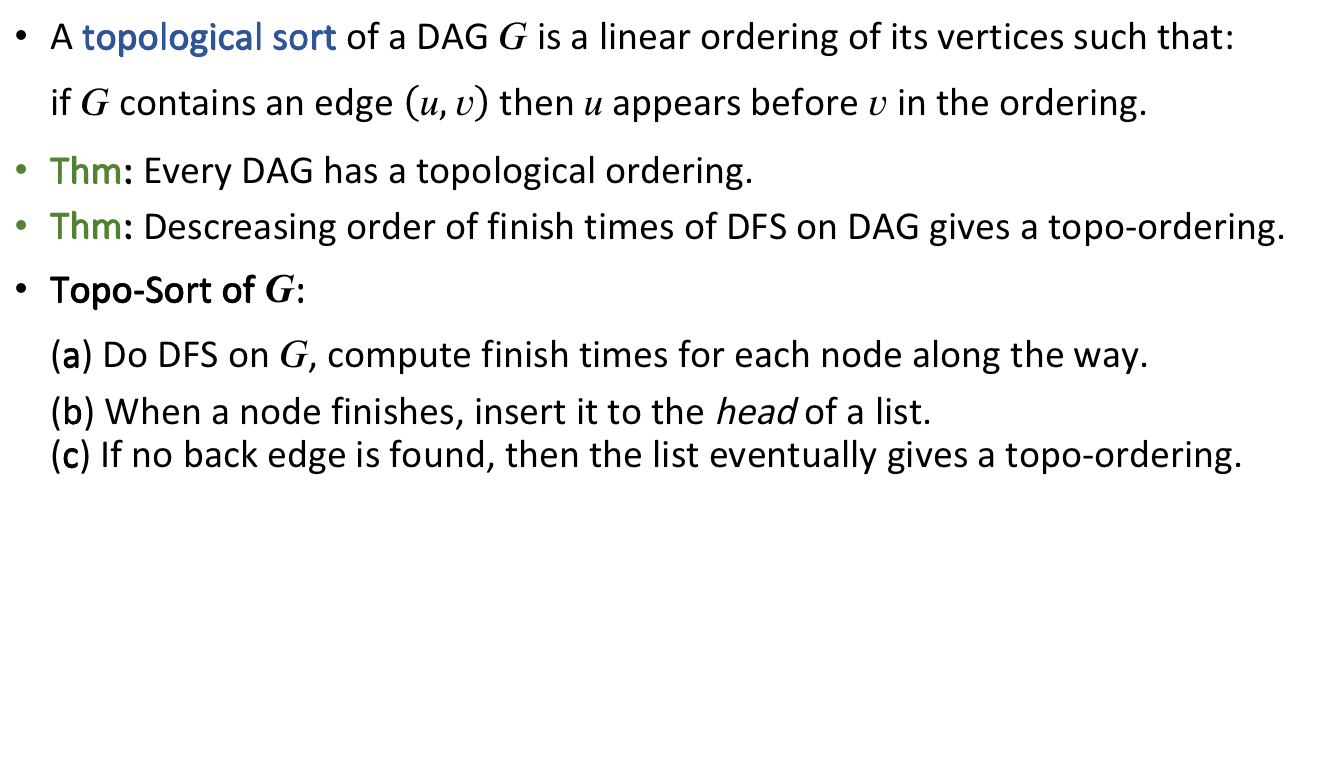 • A topological sort of a DAG G is a linear ordering of its vertices such that:
if G contains an edge (u, v) then u appears before v in the ordering.
• Thm: Every DAG has a topological ordering.
• Thm: Descreasing order of finish times of DFS on DAG gives a topo-ordering.
• Topo-Sort of G:
(a) Do DFS on G, compute finish times for each node along the way.
(b) When a node finishes, insert it to the head of a list.
(c) If no back edge is found, then the list eventually gives a topo-ordering.